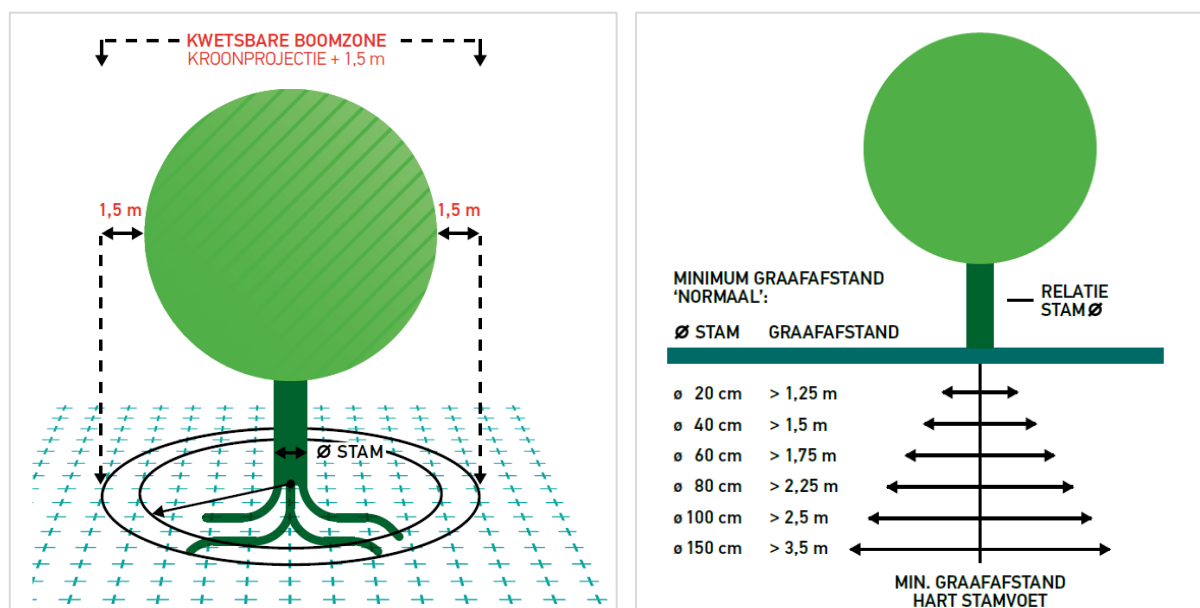 KWETSBARE BOOMZONE
KROONPROJECTIE + 1,5 m
1,5 m
1,5 m
Ø STAM
MINIMUM GRAAFAFSTAND
‘NORMAAL’:
RELATIE
STAM Ø
Ø STAM GRAAFAFSTAND
ø 20 cm > 1,25 m
ø 40 cm > 1,5 m
ø 60 cm > 1,75 m
ø 80 cm > 2,25 m
ø 100 cm > 2,5 m
ø 150 cm > 3,5 m
MIN. GRAAFAFSTAND
HART STAMVOET